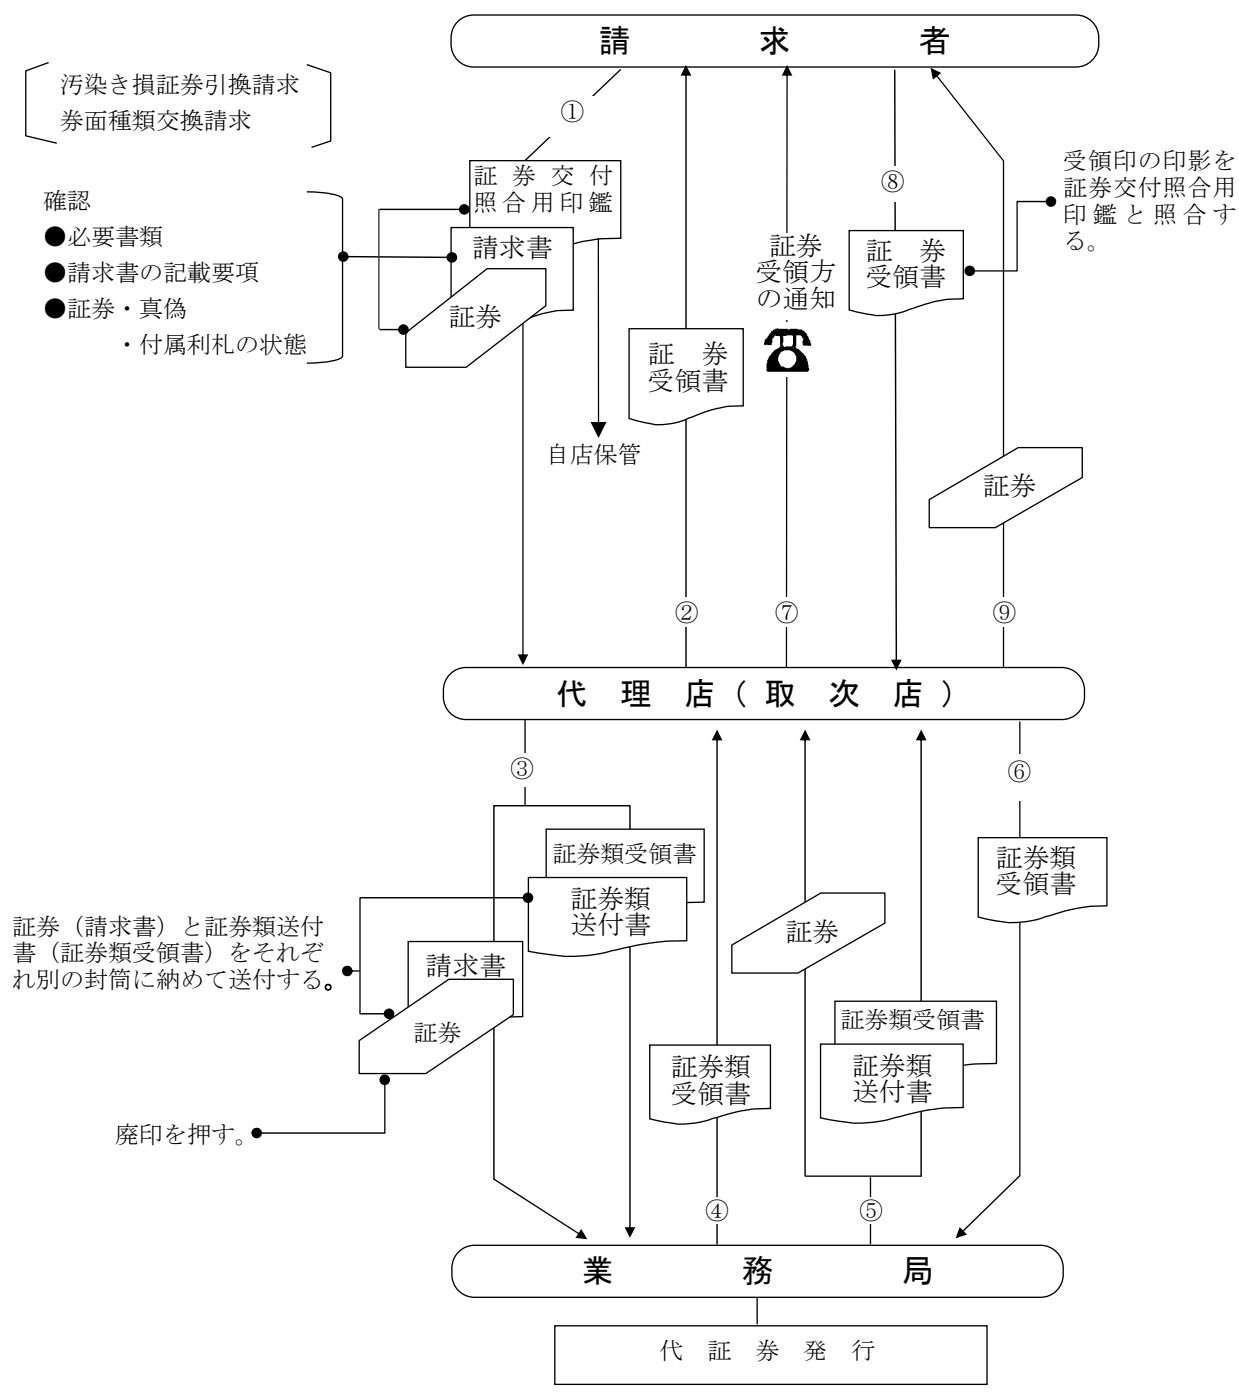 請求者
汚染き損証券引換請求
券面種類交換請求
①
証券交付
照合用印鑑
請求書
証券
確認
●必要書類
●請求書の記載要項
●証券・真偽
・付属利札の状態
自店保管
証券
受領書
②
証券
受領方
の通知
⑦
⑧
証券
受領書
受領印の印影を
証券交付照合用
印鑑と照合す
る。
証券
⑨
代理店(取次店)
③
証券類受領書
証券類
送付書
請求書
証券
証券（請求書）と証券類送付
書（証券類受領書）をそれぞ
れ別の封筒に納めて送付する。
廃印を押す。
証券類
受領書
④
証券
証券類受領書
証券類
送付書
⑤
⑥
証券類
受領書
業務局
代証券発行